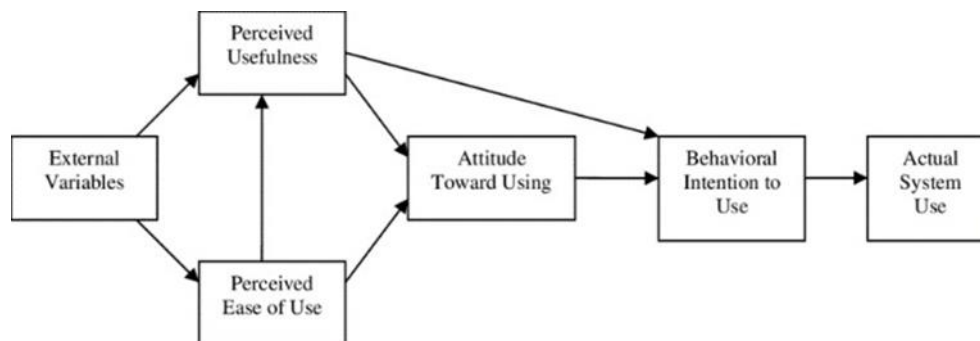 Perceived
Usefulness
External
Variables
Attitude
Toward Using
Behavioral
Intention to
Use
Actual
System
Use
Perceived
Ease of Use